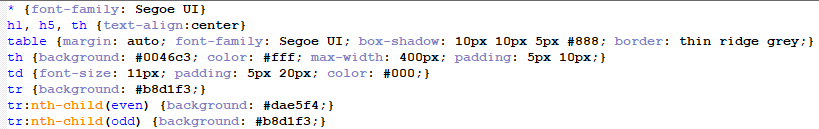 * {font-family: Segoe UI}
h1, h5, th {text-align:center}
table {margin: auto; font-family: Segoe UI; box-shadow: 10px 10px 5px #888; border: thin ridge grey;}
th {background: #0046c3; color: #fff; max-width: 400px; padding: 5px 10px;}
td {font-size: 11px; padding: 5px 20px; color: #000;}
tr {background: #b8d1f3;}
tr:nth-child(even) {background: #dae5f4;}
tr:nth-child(odd) {background: #b8d1f3;}